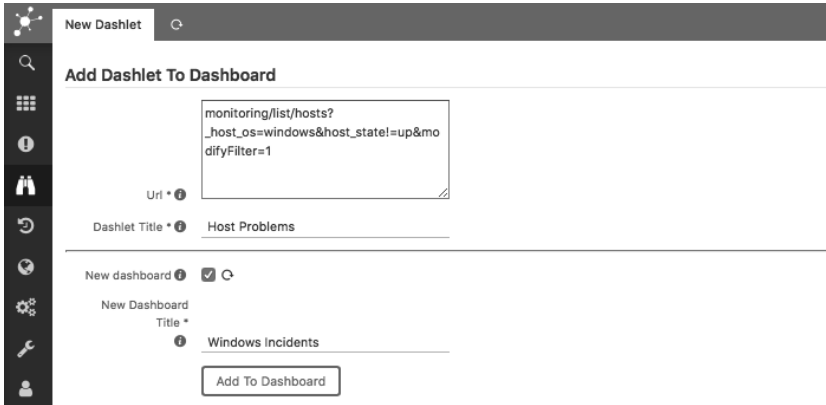 New Dashlet
Add Dashlet To Dashboard
monitoring/list/hosts?
_host_os=windows&host_state!=up&mo
difyFilter=1
Url *
Dashlet Title * Host Problems
New dashboard
New Dashboard
Title *
Windows Incidents
Add To Dashboard